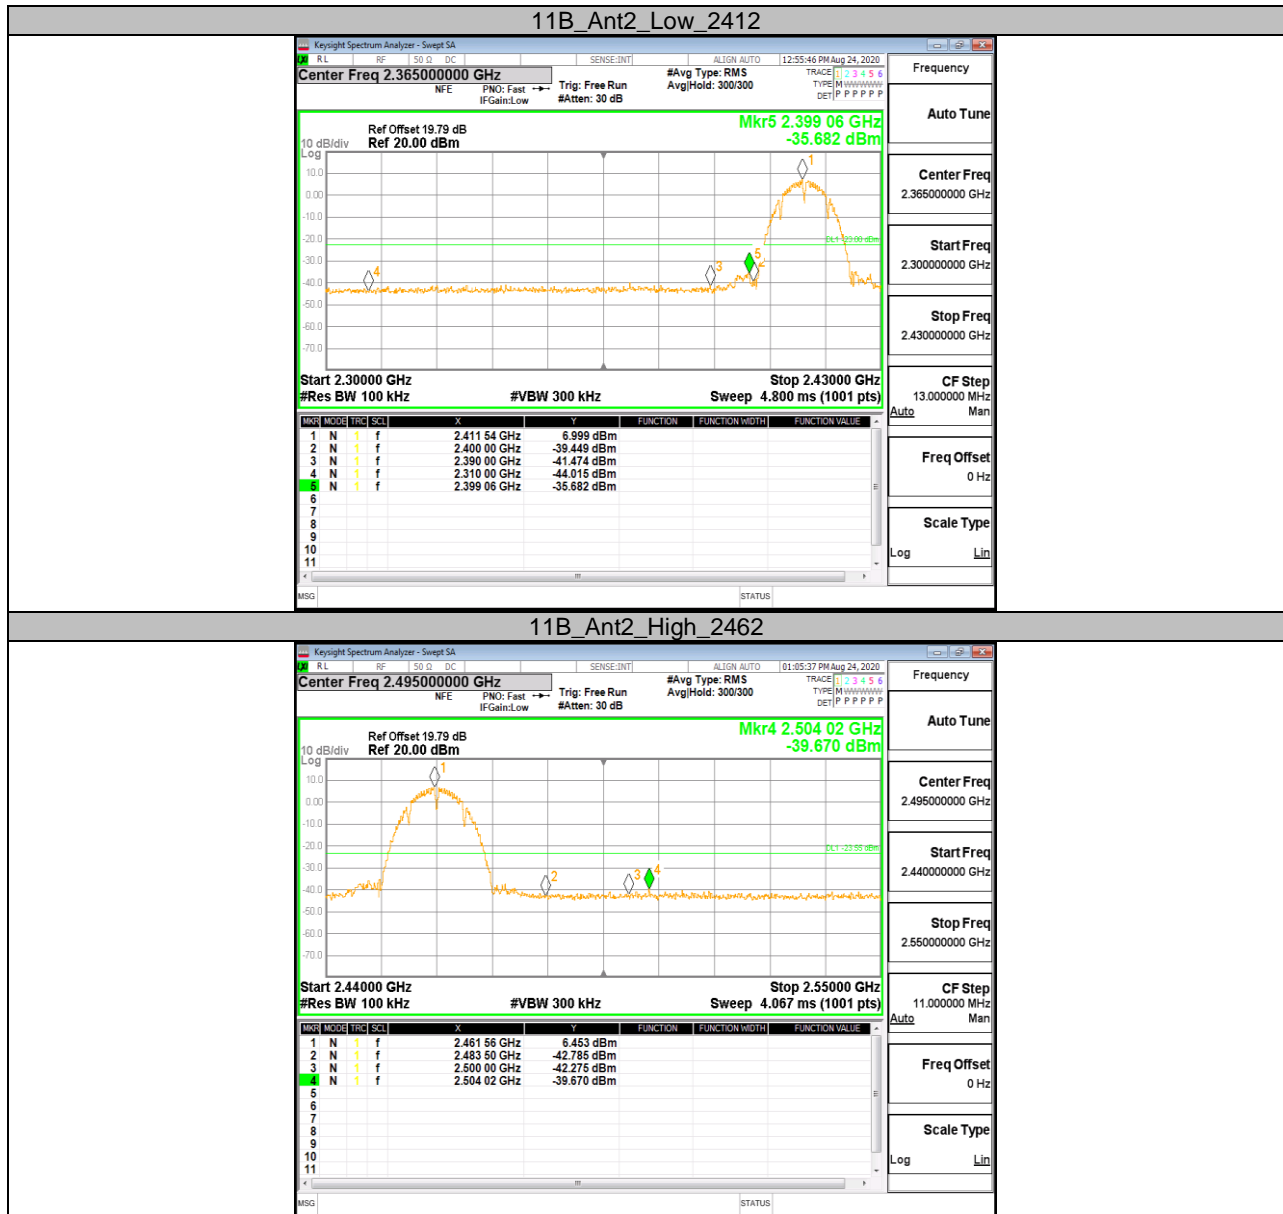 11B_Ant2_Low_2412
Keysight Spectrum Analyzer - Swept SA
LXI RL RF 50 Ω DC SENSE:INT ALIGN AUTO 12:55:46 PM Aug 24, 2020
Center Freq 2.365000000 GHz
NFE PNO: Fast Trig: Free Run #Avg Type: RMS TRACE 1 2 3 4 5 6
IFGain:Low #Atten: 30 dB Avg|Hold: 300/300 TYPE M WWWWW
DET P P P P P P
Frequency
Auto Tune
Mkr5 2.399 06 GHz
-35.682 dBm
Ref Offset 19.79 dB
10 dB/div Ref 20.00 dBm
Log
10.0
0.00
-10.0
-20.0
-30.0
-40.0
-50.0
-60.0
-70.0
1
2
3
4
5
DL1 -23.00 dBm
Center Freq
2.365000000 GHz
Start Freq
2.300000000 GHz
Stop Freq
2.430000000 GHz
Start 2.30000 GHz Stop 2.43000 GHz
#Res BW 100 kHz #VBW 300 kHz Sweep 4.800 ms (1001 pts)
CF Step
13.000000 MHz
Auto Man
MKR MODE TRC SCL X Y FUNCTION FUNCTION WIDTH FUNCTION VALUE
1 N 1 f 2.411 54 GHz 6.999 dBm
2 N 1 f 2.400 00 GHz -39.449 dBm
3 N 1 f 2.390 00 GHz -41.474 dBm
4 N 1 f 2.310 00 GHz -44.015 dBm
5 N 1 f 2.399 06 GHz -35.682 dBm
6
7
8
9
10
11
Freq Offset
0 Hz
Scale Type
Log Lin
MSG STATUS
11B_Ant2_High_2462
Keysight Spectrum Analyzer - Swept SA
LXI RL RF 50 Ω DC SENSE:INT ALIGN AUTO 01:05:37 PM Aug 24, 2020
Center Freq 2.495000000 GHz
NFE PNO: Fast Trig: Free Run #Avg Type: RMS TRACE 1 2 3 4 5 6
IFGain:Low #Atten: 30 dB Avg|Hold: 300/300 TYPE M WWWWW
DET P P P P P P
Frequency
Auto Tune
Mkr4 2.504 02 GHz
-39.670 dBm
Ref Offset 19.79 dB
10 dB/div Ref 20.00 dBm
Log
10.0
0.00
-10.0
-20.0
-30.0
-40.0
-50.0
-60.0
-70.0
1
2
3
4
DL1 -23.55 dBm
Center Freq
2.495000000 GHz
Start Freq
2.440000000 GHz
Stop Freq
2.550000000 GHz
Start 2.44000 GHz Stop 2.55000 GHz
#Res BW 100 kHz #VBW 300 kHz Sweep 4.067 ms (1001 pts)
CF Step
11.000000 MHz
Auto Man
MKR MODE TRC SCL X Y FUNCTION FUNCTION WIDTH FUNCTION VALUE
1 N 1 f 2.461 56 GHz 6.453 dBm
2 N 1 f 2.483 50 GHz -42.785 dBm
3 N 1 f 2.500 00 GHz -42.275 dBm
4 N 1 f 2.504 02 GHz -39.670 dBm
5
6
7
8
9
10
11
Freq Offset
0 Hz
Scale Type
Log Lin
MSG STATUS